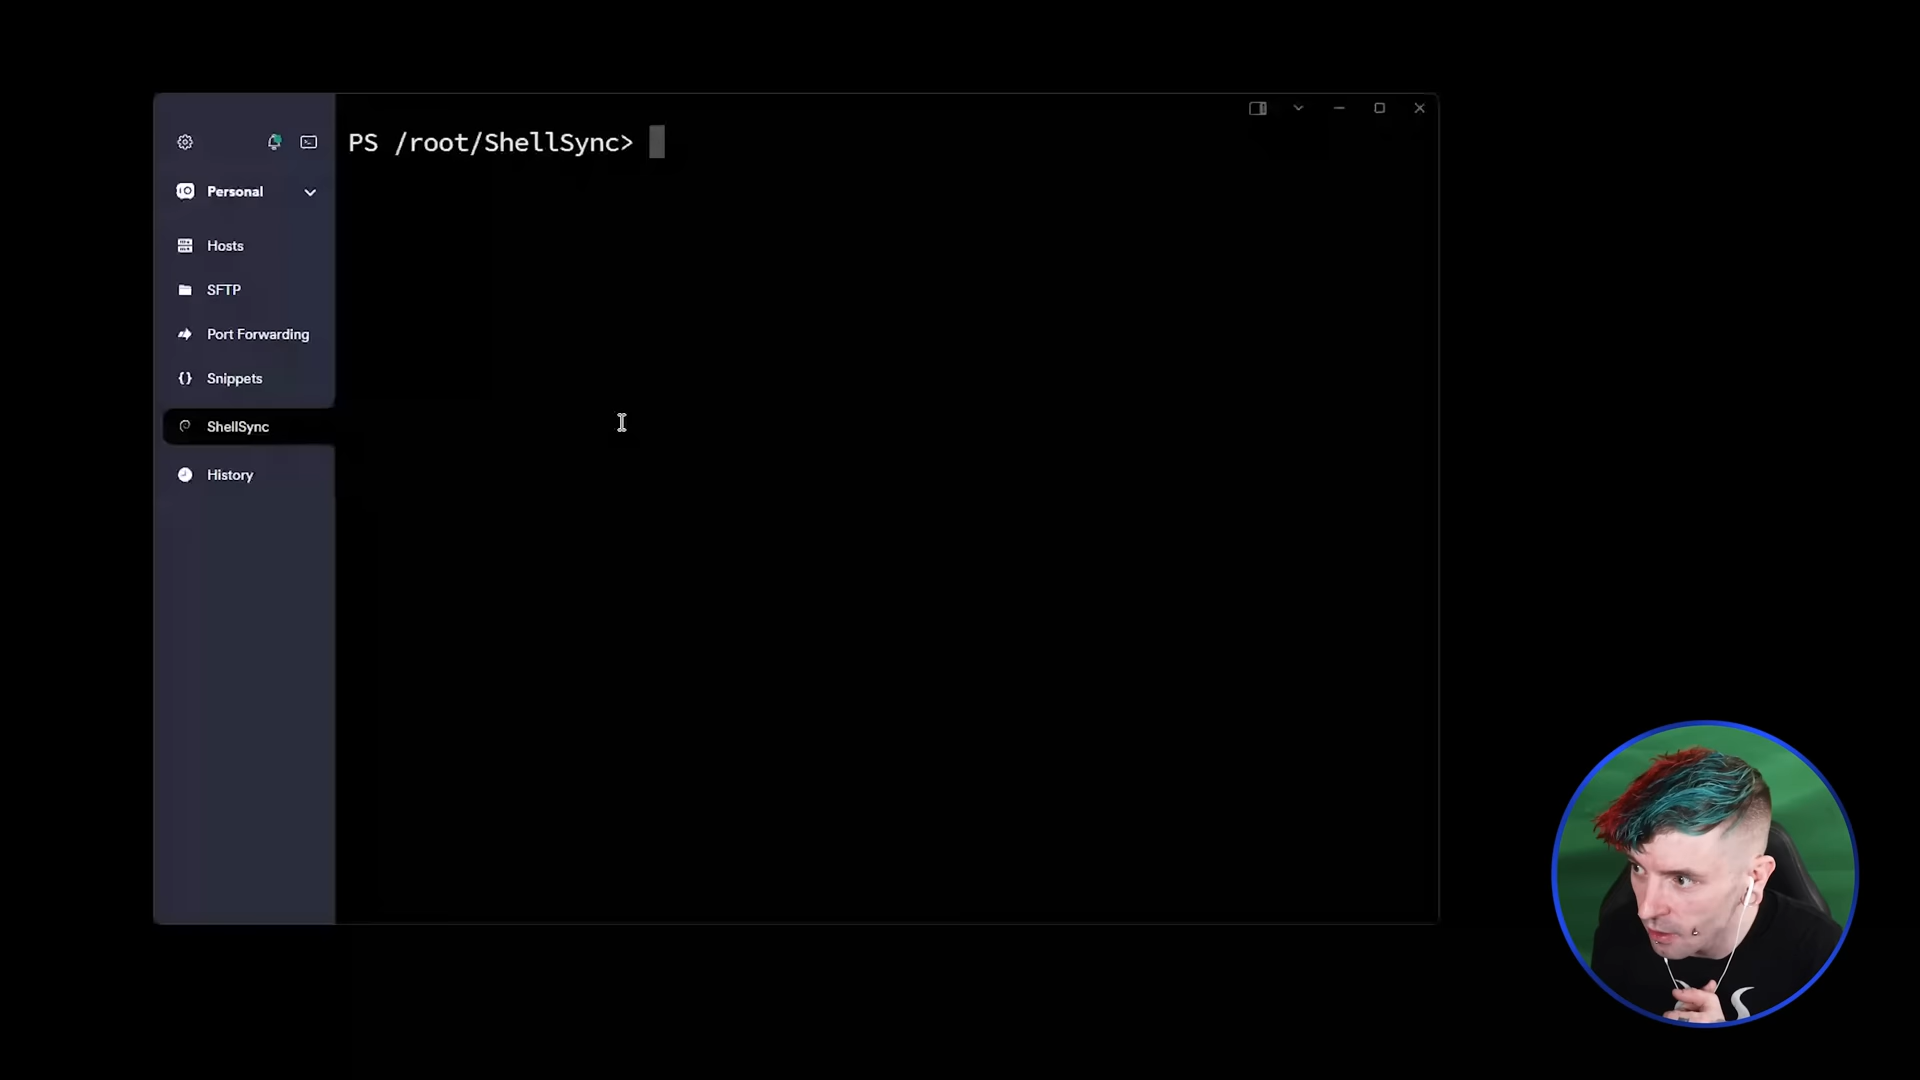 PS /root/ShellSync>
Personal
Hosts
SFTP
Port Forwarding
Snippets
ShellSync
History